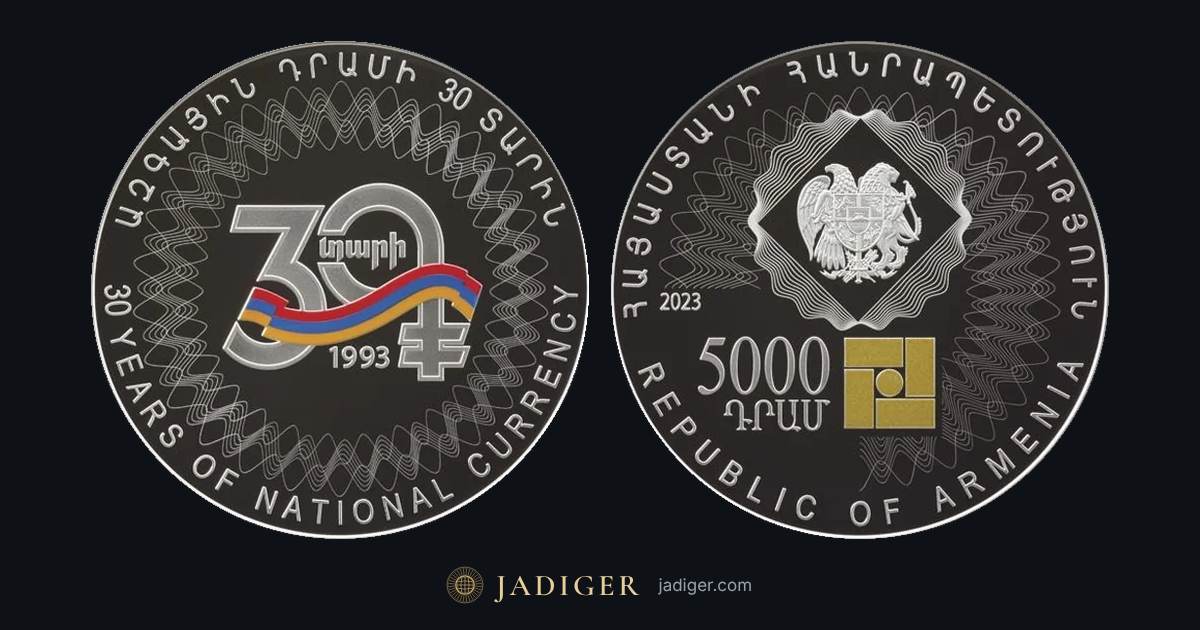 ԱԶԳԱՅԻՆ ԴՐԱՄԻ 30 ՏԱՐԻՆ
30
տարի
1993
30 YEARS OF NATIONAL CURRENCY
ՀԱՅԱՍՏԱՆԻ ՀԱՆՐԱՊԵՏՈՒԹՅՈՒՆ
2023
5000
ԴՐԱՄ
REPUBLIC OF ARMENIA
JADIGER jadiger.com